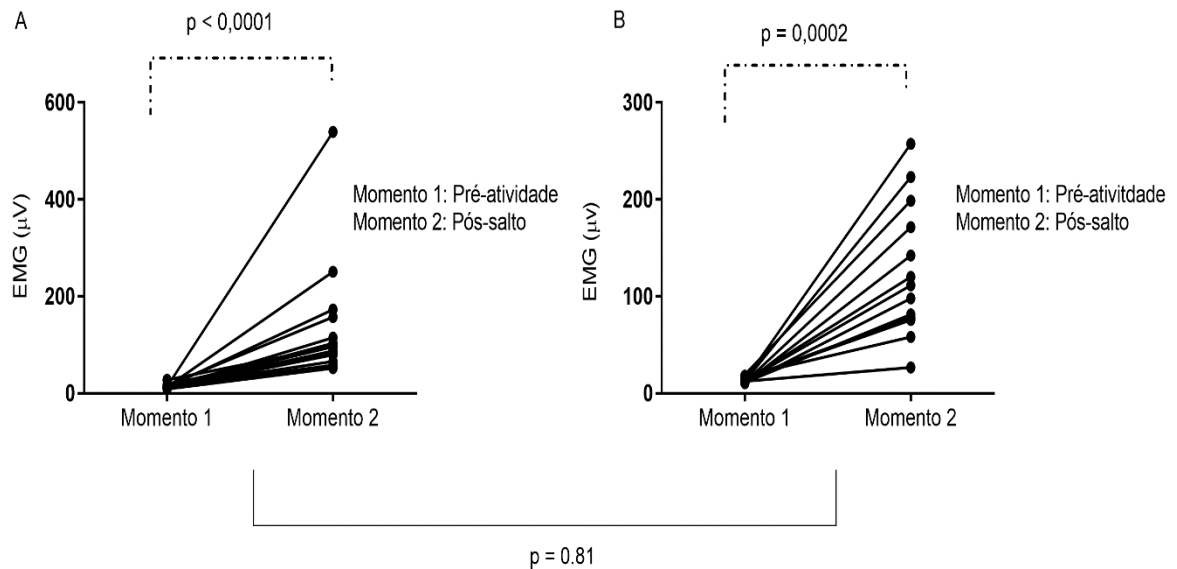 A
p < 0,0001
600
400
200
0
EMG (µV)
Momento 1: Pré-atividade
Momento 2: Pós-salto
Momento 1
Momento 2
B
p = 0,0002
300
200
100
0
EMG (µv)
Momento 1: Pré-ativitdade
Momento 2: Pós-salto
Momento 1
Momento 2
p = 0.81